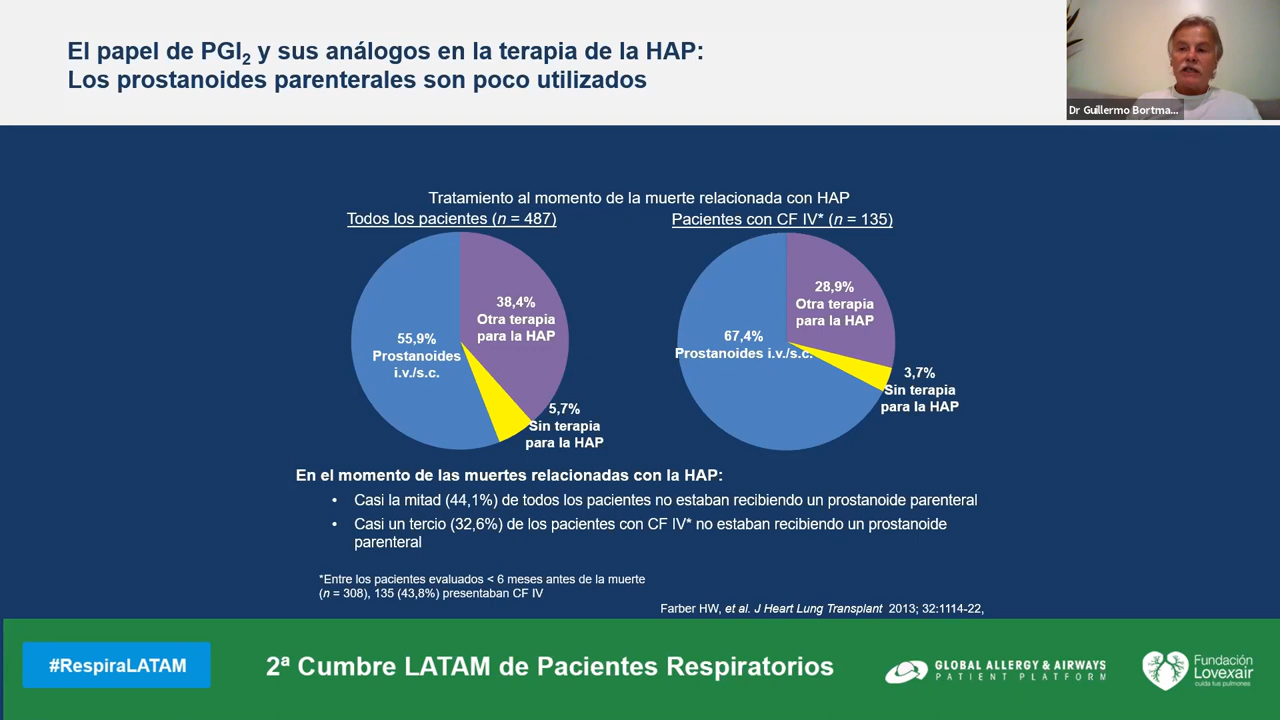 El papel de PGI₂ y sus análogos en la terapia de la HAP:
Los prostanoides parenterales son poco utilizados
Dr Guillermo Bortma...
Tratamiento al momento de la muerte relacionada con HAP
Todos los pacientes (n = 487)
Pacientes con CF IV* (n = 135)
38,4%
Otra terapia
para la HAP
55,9%
Prostanoides
i.v./s.c.
5,7%
Sin terapia
para la HAP
28,9%
Otra terapia
para la HAP
67,4%
Prostanoides i.v./s.c.
3,7%
Sin terapia
para la HAP
En el momento de las muertes relacionadas con la HAP:
• Casi la mitad (44,1%) de todos los pacientes no estaban recibiendo un prostanoide parenteral
• Casi un tercio (32,6%) de los pacientes con CF IV* no estaban recibiendo un prostanoide
parenteral
*Entre los pacientes evaluados < 6 meses antes de la muerte
(n = 308), 135 (43,8%) presentaban CF IV
Farber HW, et al. J Heart Lung Transplant 2013; 32:1114-22,
#RespiraLATAM
2ª Cumbre LATAM de Pacientes Respiratorios
GLOBAL ALLERGY & AIRWAYS
PATIENT PLATFORM
Fundación
Lovexair
cuida tus pulmones